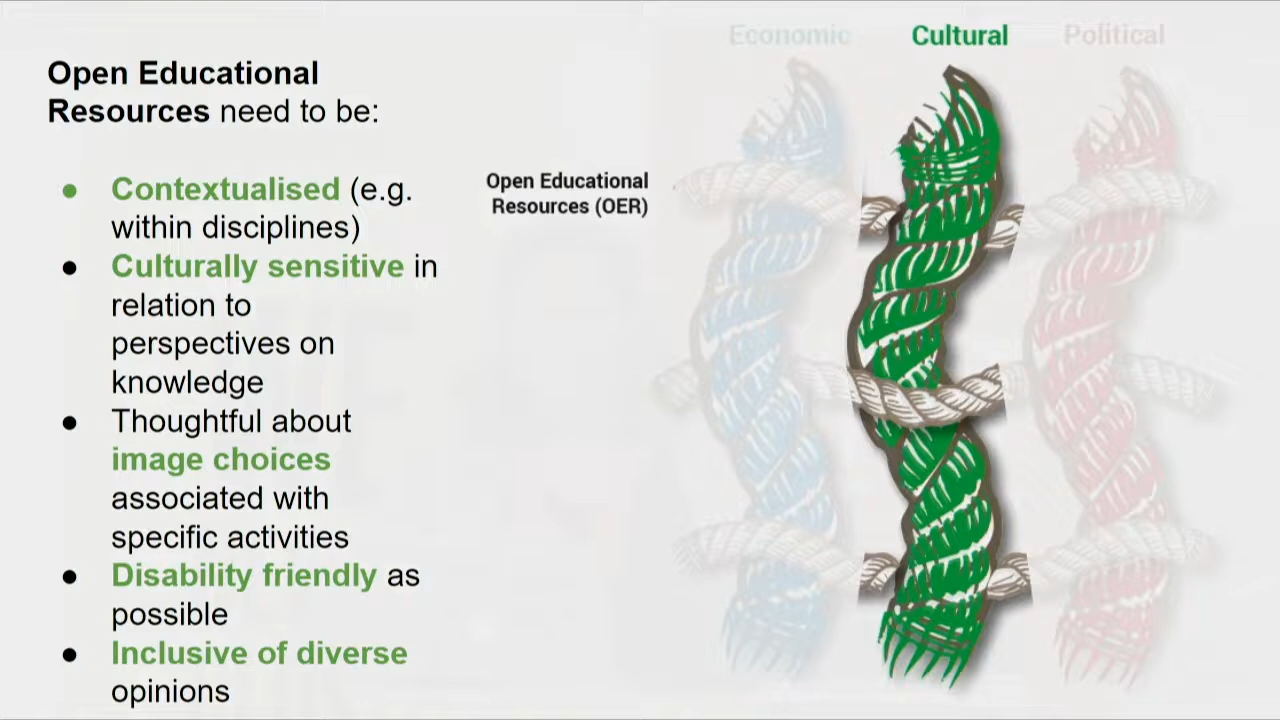 Economic
Cultural
Political
Open Educational
Resources need to be:
● Contextualised (e.g.
within disciplines)
● Culturally sensitive in
relation to
perspectives on
knowledge
● Thoughtful about
image choices
associated with
specific activities
● Disability friendly as
possible
● Inclusive of diverse
opinions
Open Educational
Resources (OER)